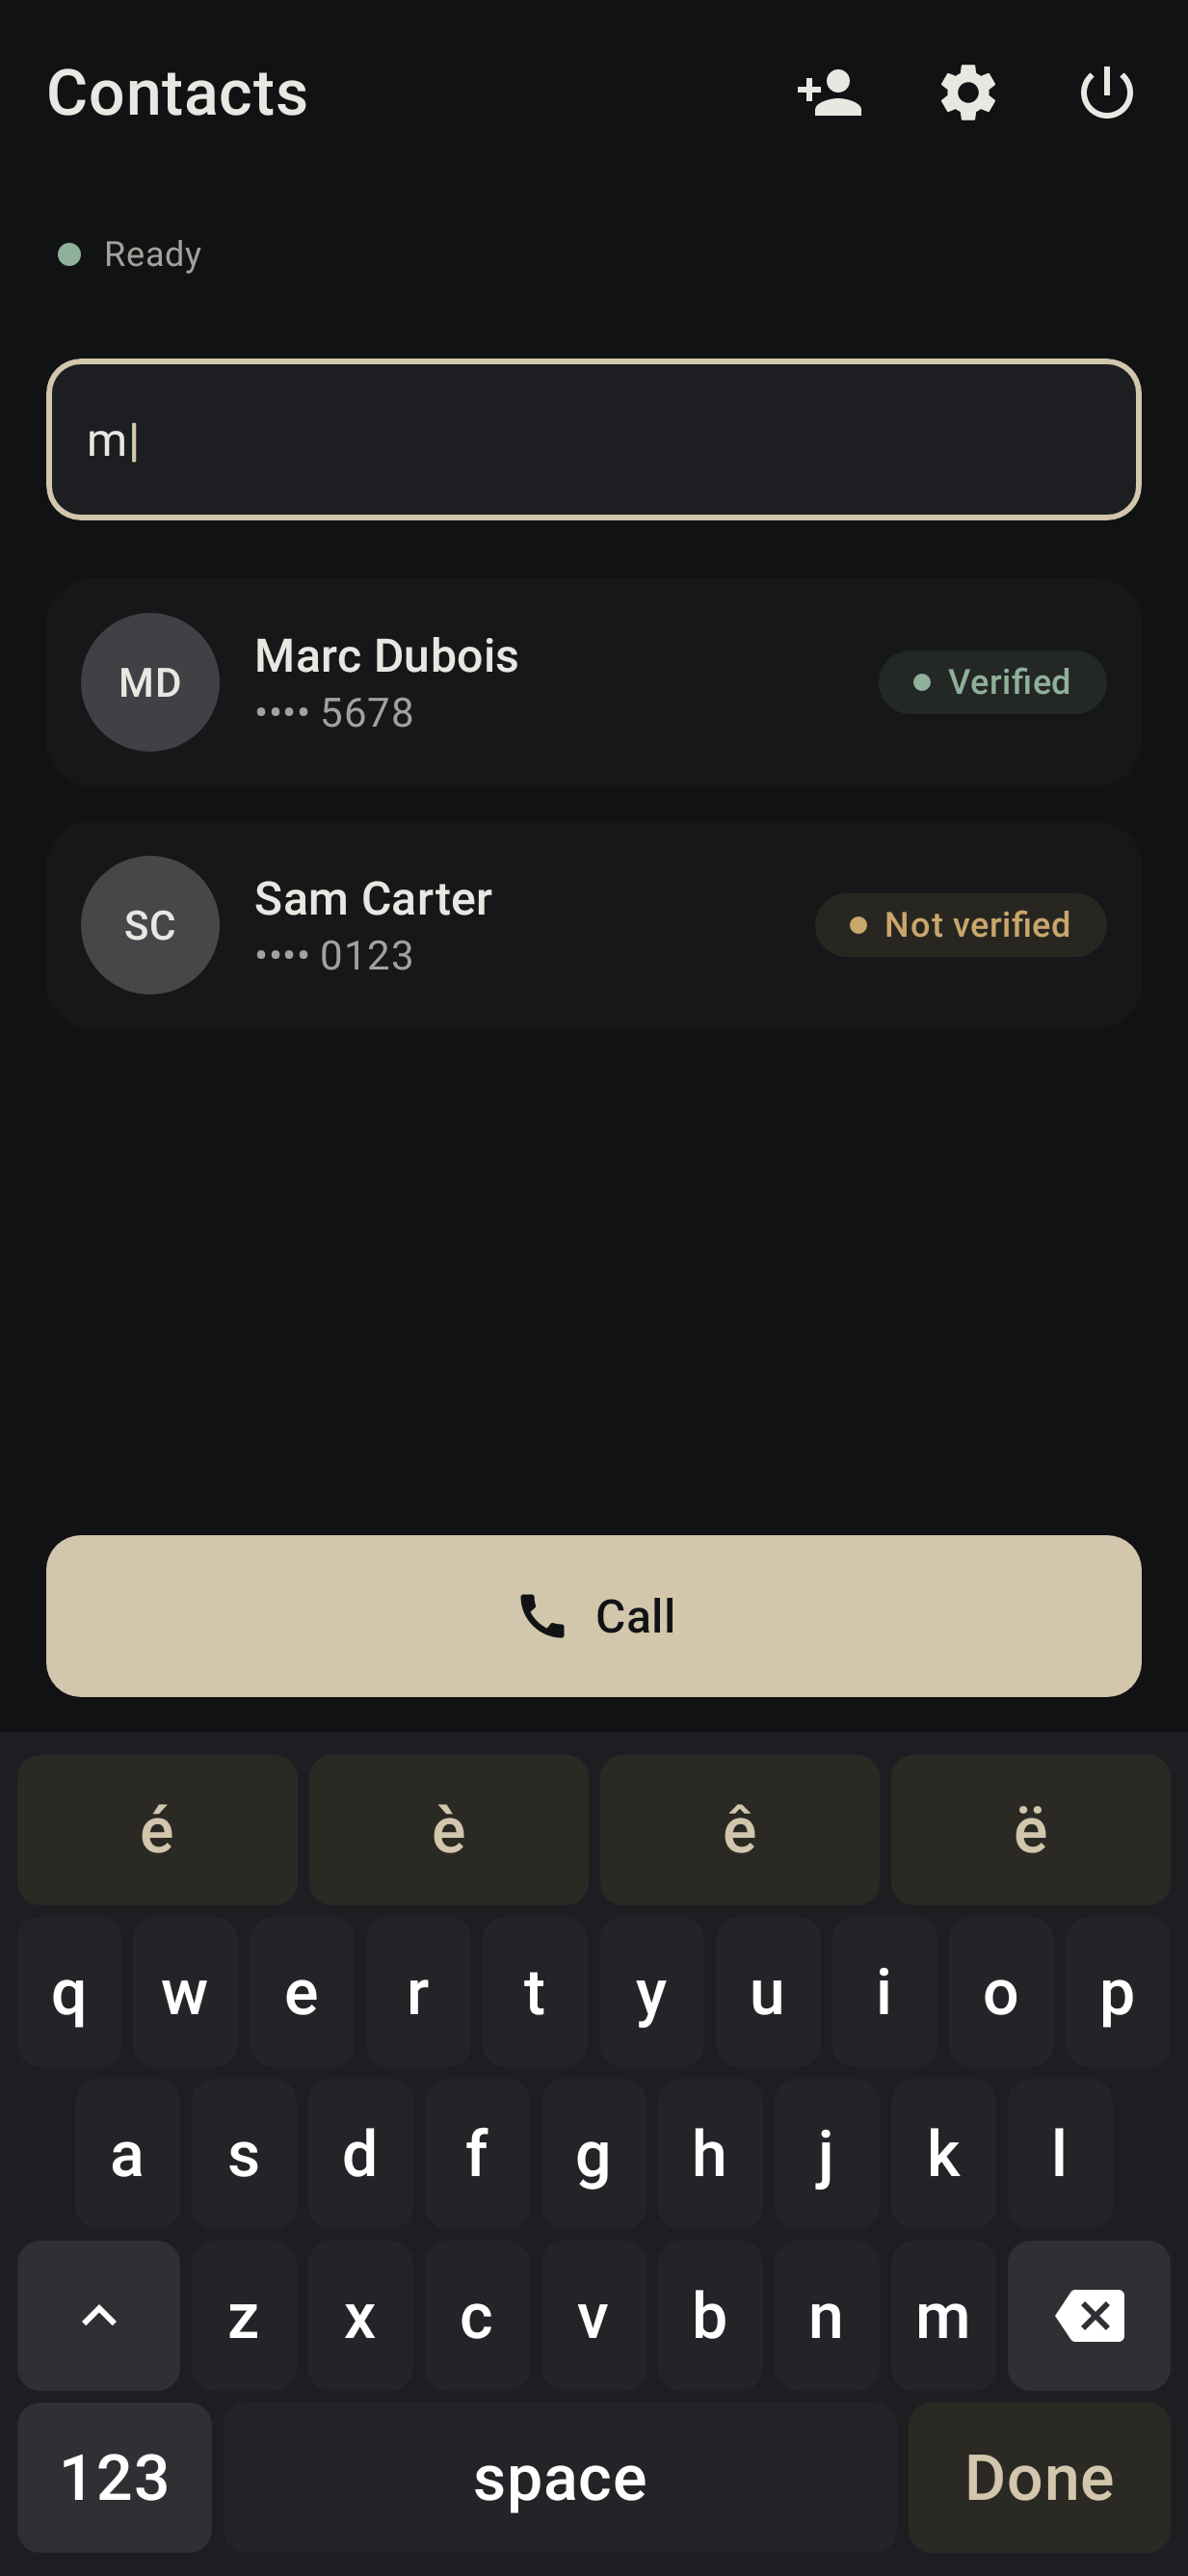 Contacts
Ready
m
MD
Marc Dubois
•••• 5678
Verified
SC
Sam Carter
•••• 0123
Not verified
Call
é è ê ë
q w e r t y u i o p
a s d f g h j k l
z x c v b n m
123 space Done